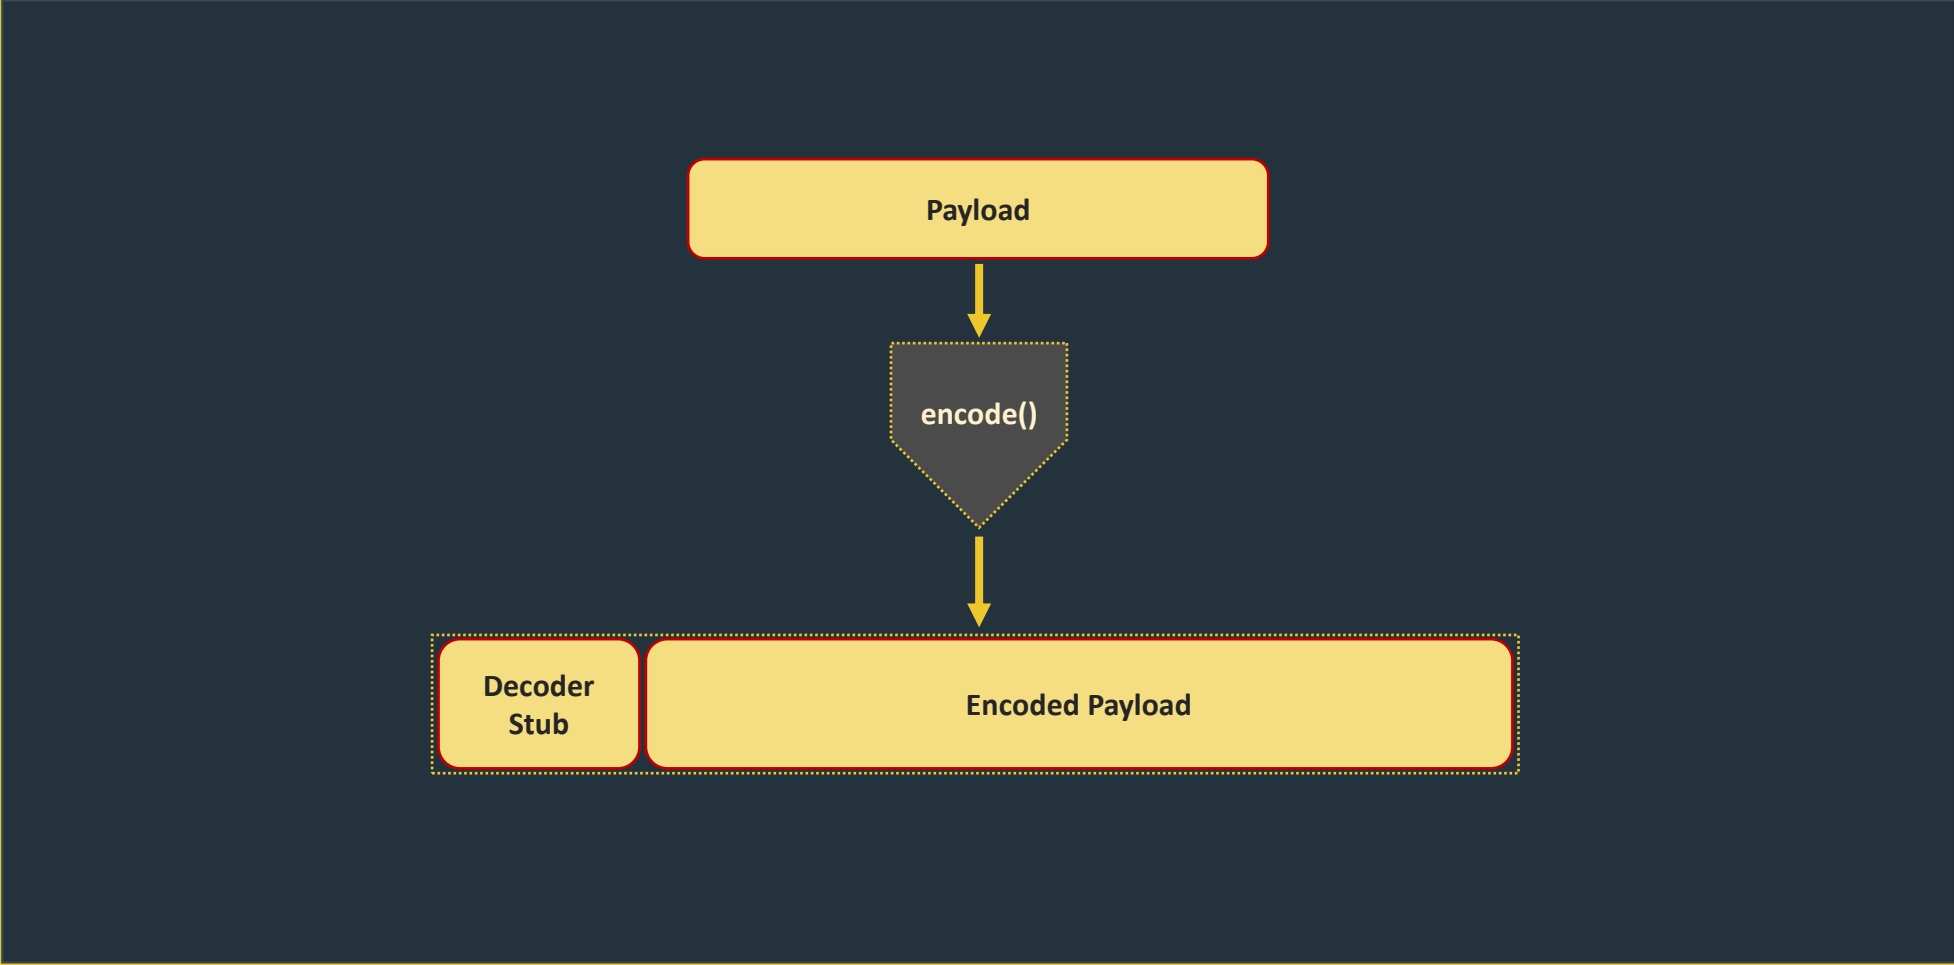 Payload
encode()
Decoder
Stub
Encoded Payload